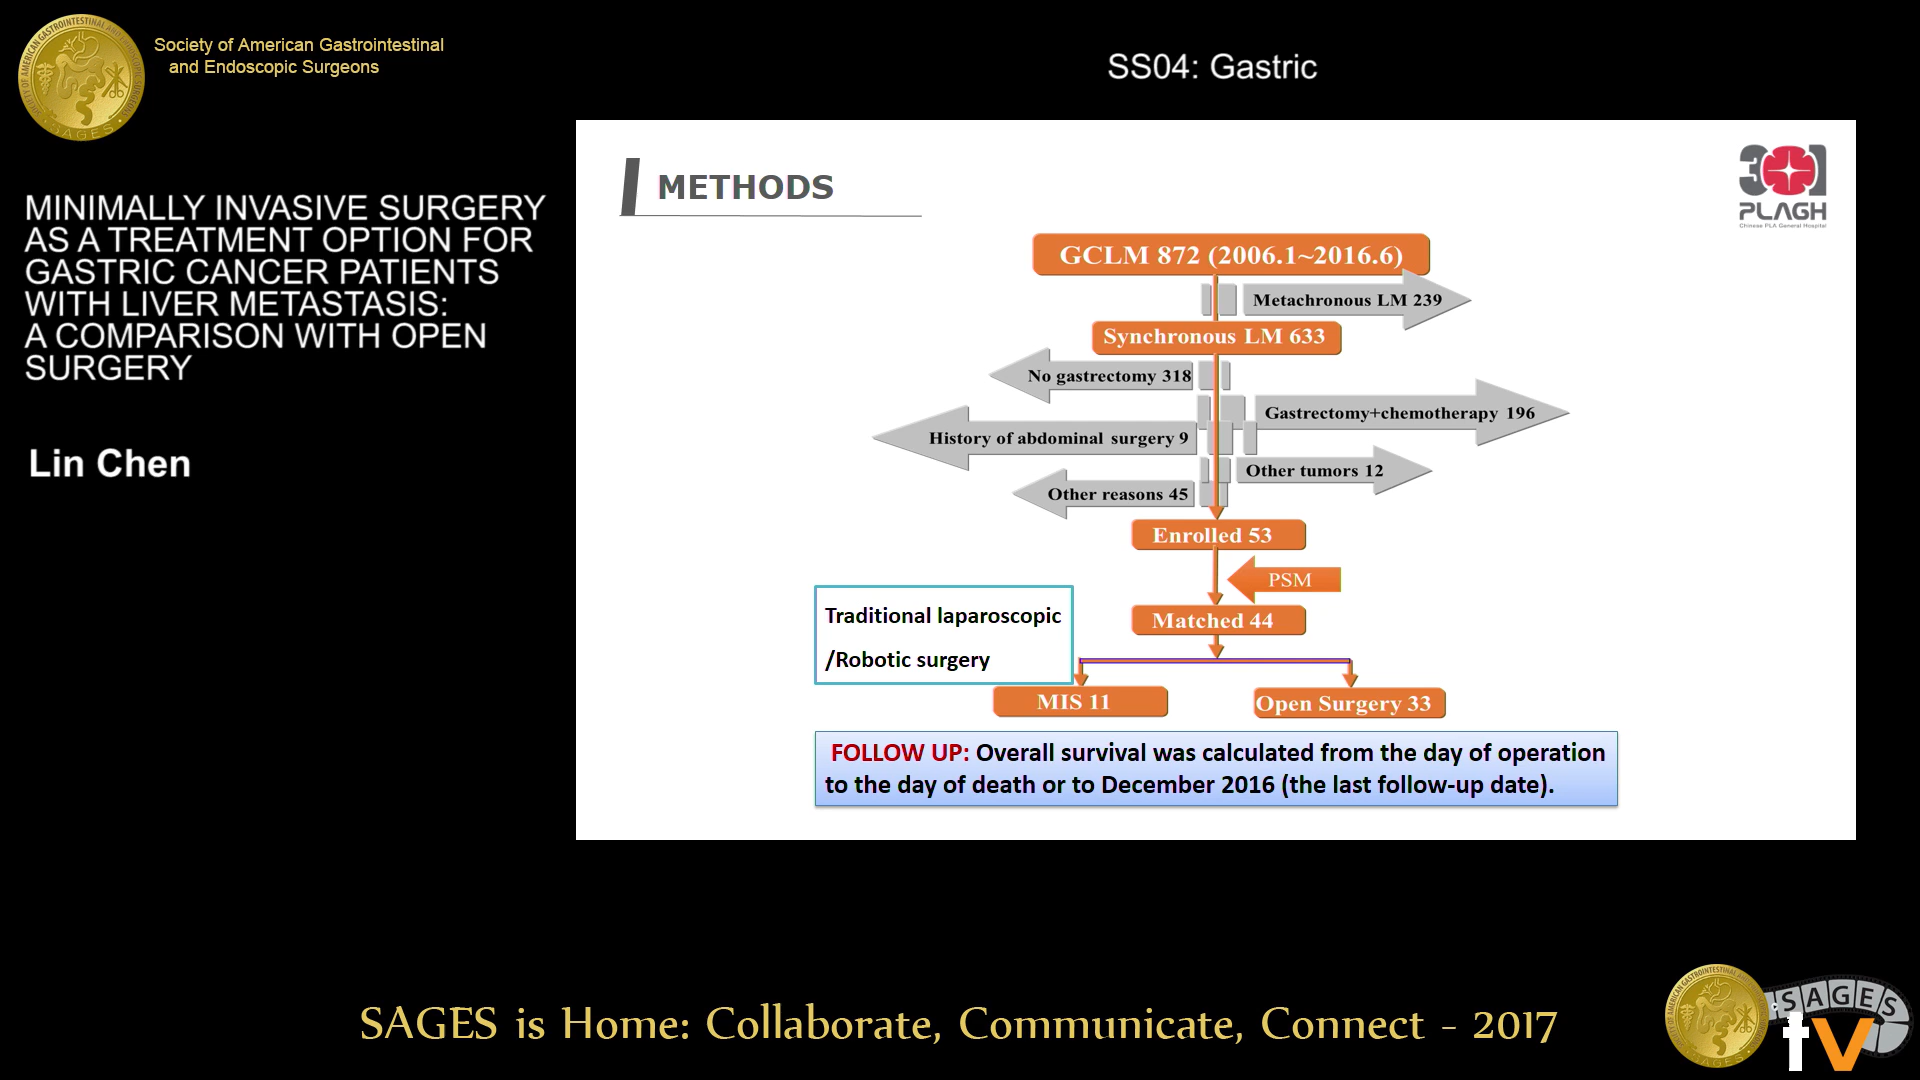 Society of American Gastrointestinal
and Endoscopic Surgeons
SS04: Gastric
MINIMALLY INVASIVE SURGERY
AS A TREATMENT OPTION FOR
GASTRIC CANCER PATIENTS
WITH LIVER METASTASIS:
A COMPARISON WITH OPEN
SURGERY
Lin Chen
METHODS
301
PLAGH
Chinese PLA General Hospital
GCLM 872 (2006.1~2016.6)
Metachronous LM 239
Synchronous LM 633
No gastrectomy 318
Gastrectomy+chemotherapy 196
History of abdominal surgery 9
Other tumors 12
Other reasons 45
Enrolled 53
PSM
Matched 44
Traditional laparoscopic
/Robotic surgery
MIS 11
Open Surgery 33
FOLLOW UP: Overall survival was calculated from the day of operation
to the day of death or to December 2016 (the last follow-up date).
SAGES is Home: Collaborate, Communicate, Connect - 2017
SAGES
tv